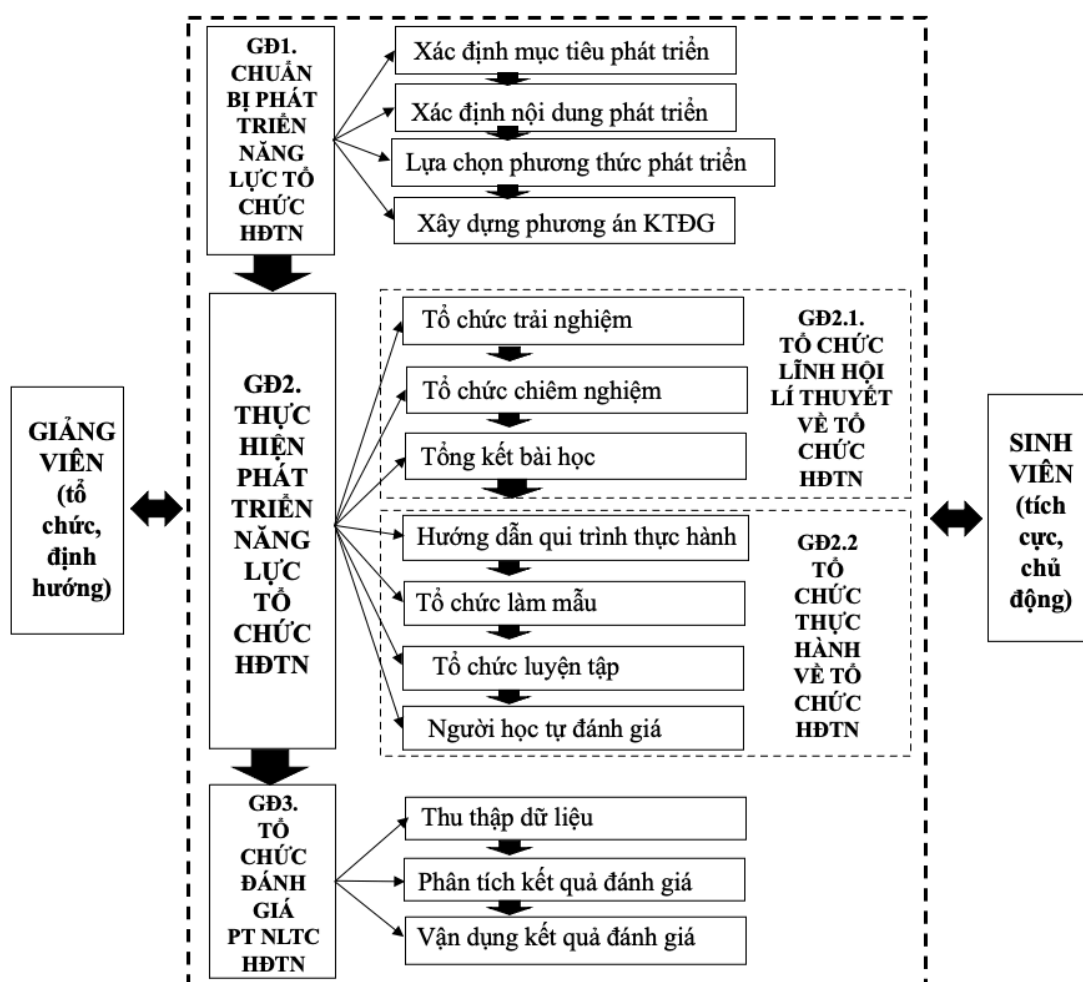 GĐ1.
CHUẨN
BỊ PHÁT
TRIỂN
NĂNG
LỰC TỔ
CHỨC
HĐTN
Xác định mục tiêu phát triển
Xác định nội dung phát triển
Lựa chọn phương thức phát triển
Xây dựng phương án KTĐG
GIẢNG
VIÊN
(tổ
chức,
định
hướng)
GĐ2.
THỰC
HIỆN
PHÁT
TRIỂN
NĂNG
LỰC
TỔ
CHỨC
HĐTN
Tổ chức trải nghiệm
Tổ chức chiêm nghiệm
Tổng kết bài học
GĐ2.1.
TỔ CHỨC
LĨNH HỘI
LÍ THUYẾT
VỀ TỔ
CHỨC
HĐTN
Hướng dẫn qui trình thực hành
Tổ chức làm mẫu
Tổ chức luyện tập
Người học tự đánh giá
GĐ2.2
TỔ
CHỨC
THỰC
HÀNH
VỀ TỔ
CHỨC
HĐTN
SINH
VIÊN
(tích
cực,
chủ
động)
GĐ3.
TỔ
CHỨC
ĐÁNH
GIÁ
PT NLTC
HĐTN
Thu thập dữ liệu
Phân tích kết quả đánh giá
Vận dụng kết quả đánh giá